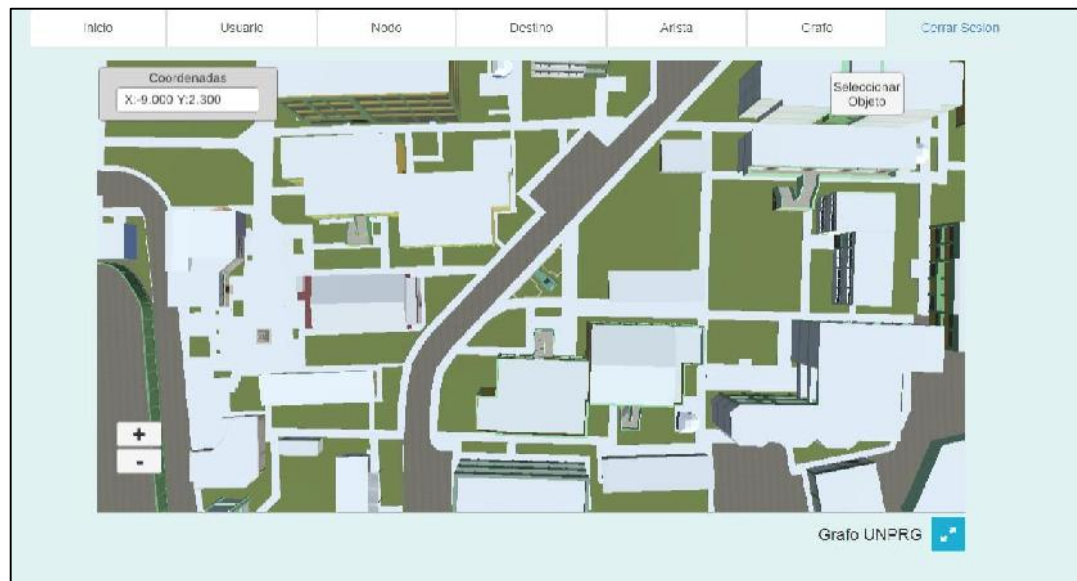 Inicio
Usuario
Nodo
Destino
Arista
Grafo
Cerrar Sesion
Coordenadas
X:-9.000 Y:2,300
Seleccionar
Objeto
+
-
Grafo UNPRG